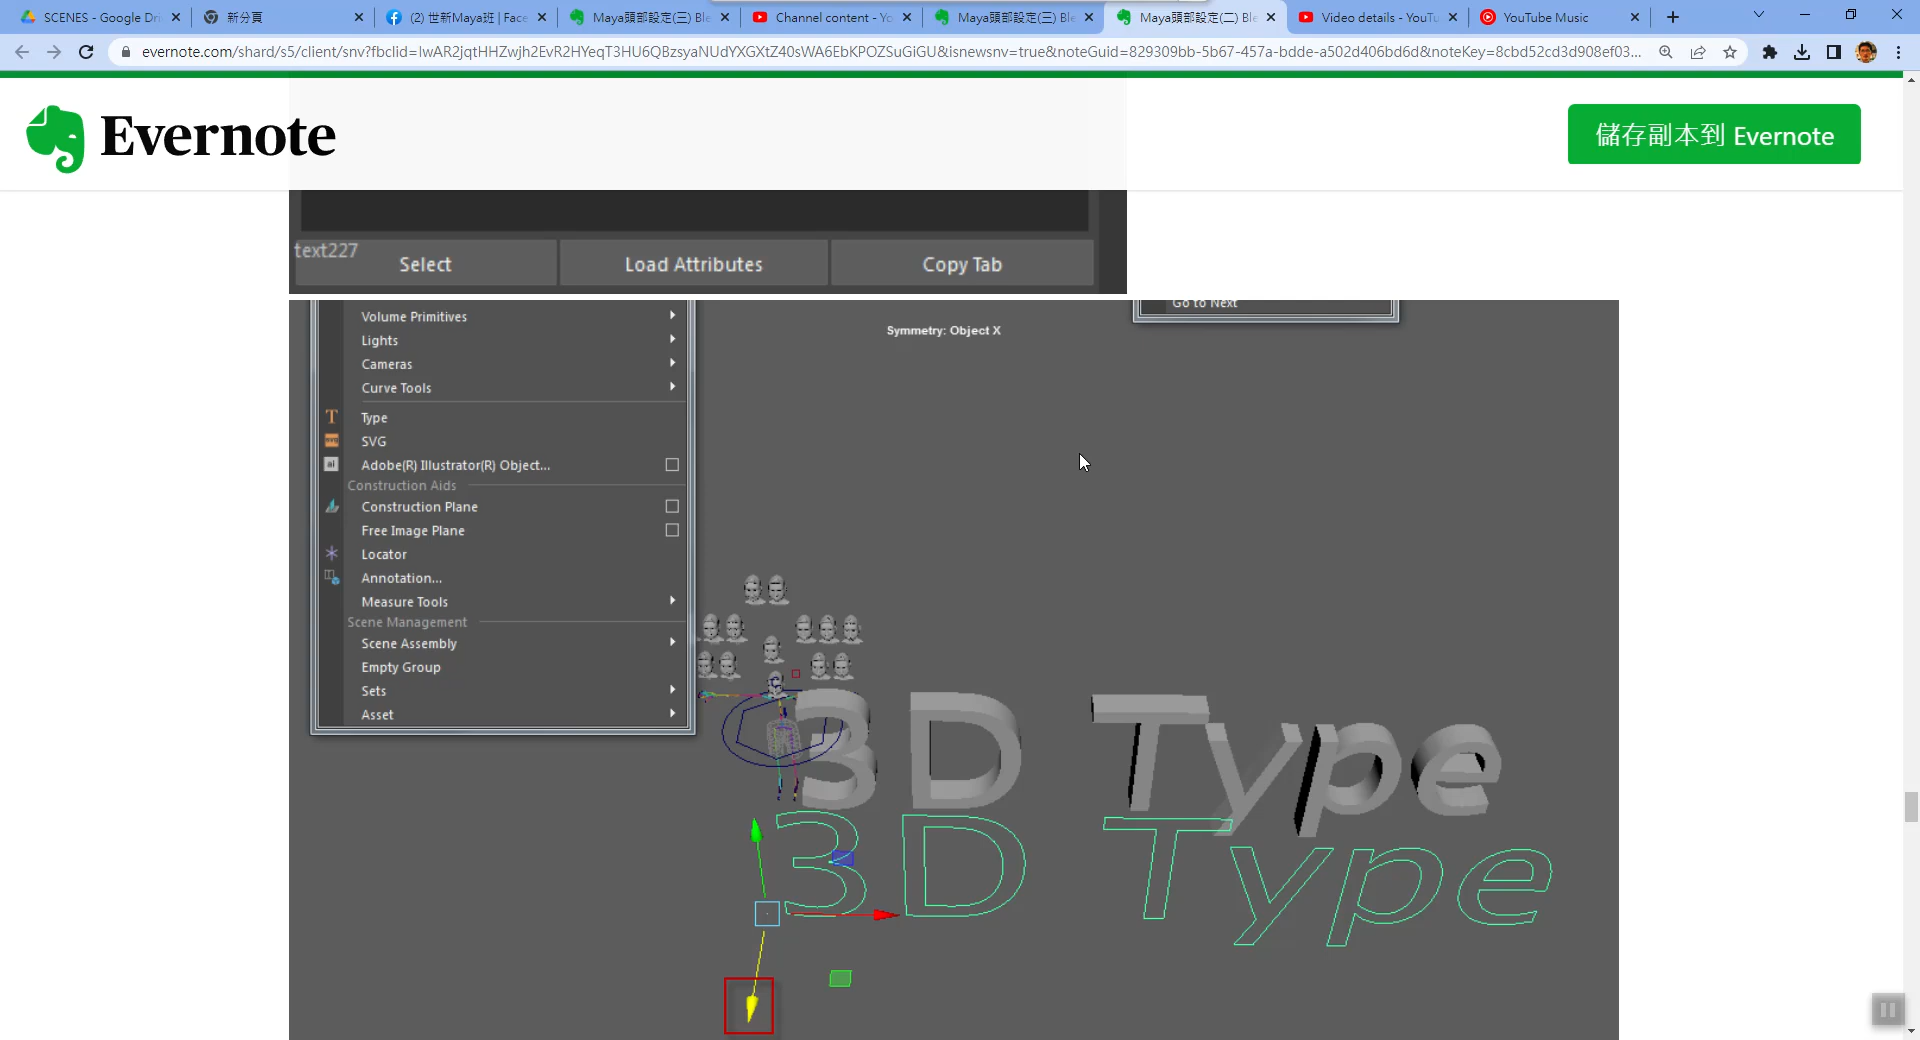 SCENES - Google Dri
新分頁
(2) 世新Maya班 | Face
Maya頭部設定(三) Ble
Channel content - Yo
Maya頭部設定(三) Ble
Maya頭部設定(二) Ble
Video details - YouTu
YouTube Music
evernote.com/shard/s5/client/snv?fbclid=IwAR2jqtHHZwjh2EvR2HYeqT3HU6QBzsyaNUdYXGXtZ40sWA6EbKPOZSuGiGU&isnewsnv=true&noteGuid=829309bb-5b67-457a-bdde-a502d406bd6d&noteKey=8cbd52cd3d908ef03...
Evernote
儲存副本到 Evernote
text227
Select
Load Attributes
Copy Tab
Go to Next
Symmetry: Object X
Volume Primitives
Lights
Cameras
Curve Tools
T Type
SVG
ai Adobe(R) Illustrator(R) Object...
Construction Aids
Construction Plane
Free Image Plane
Locator
Annotation...
Measure Tools
Scene Management
Scene Assembly
Empty Group
Sets
Asset
3D Type
3D Type